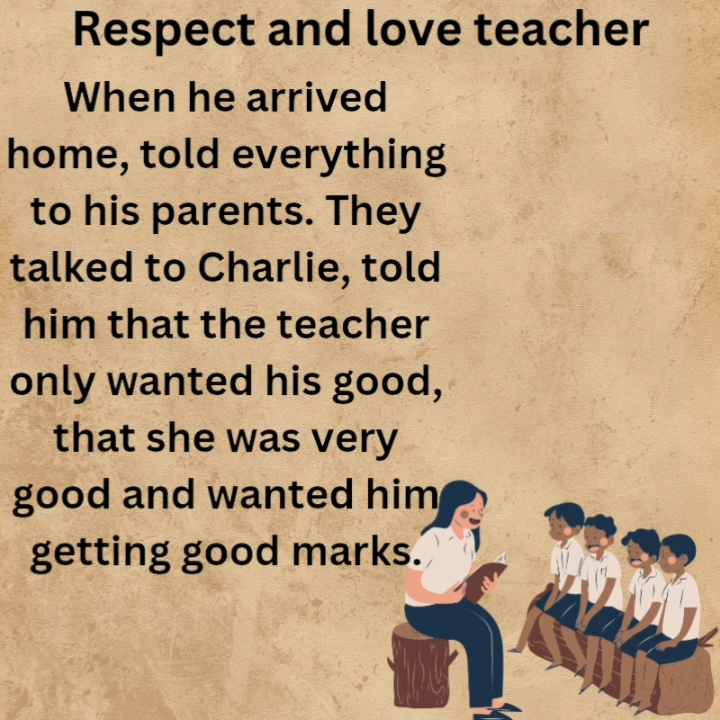 Respect and love teacher
When he arrived
home, told everything
to his parents. They
talked to Charlie, told
him that the teacher
only wanted his good,
that she was very
good and wanted him
getting good marks.